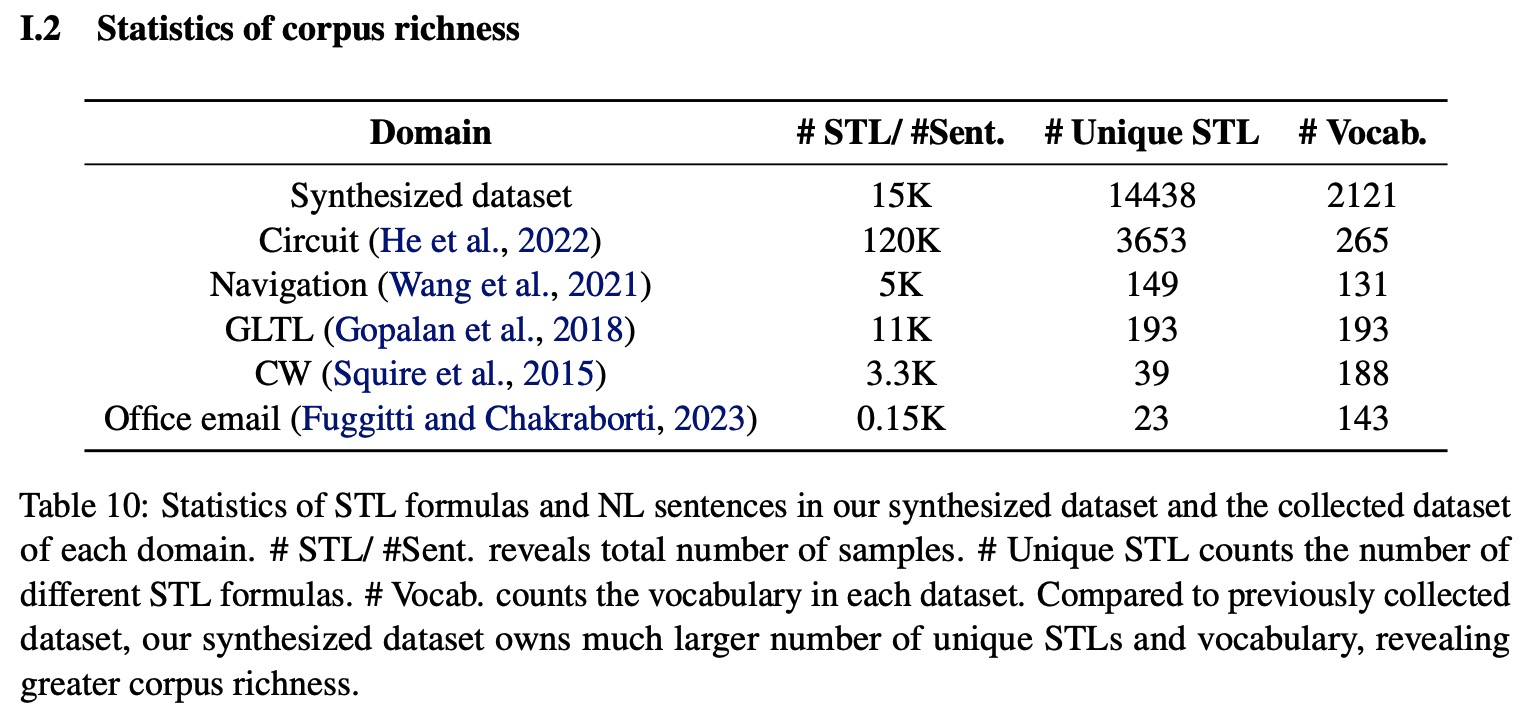 I.2 Statistics of corpus richness
Domain # STL/ #Sent. # Unique STL # Vocab.
Synthesized dataset 15K 14438 2121
Circuit (He et al., 2022) 120K 3653 265
Navigation (Wang et al., 2021) 5K 149 131
GLTL (Gopalan et al., 2018) 11K 193 193
CW (Squire et al., 2015) 3.3K 39 188
Office email (Fuggitti and Chakraborti, 2023) 0.15K 23 143
Table 10: Statistics of STL formulas and NL sentences in our synthesized dataset and the collected dataset
of each domain. # STL/ #Sent. reveals total number of samples. # Unique STL counts the number of
different STL formulas. # Vocab. counts the vocabulary in each dataset. Compared to previously collected
dataset, our synthesized dataset owns much larger number of unique STLs and vocabulary, revealing
greater corpus richness.